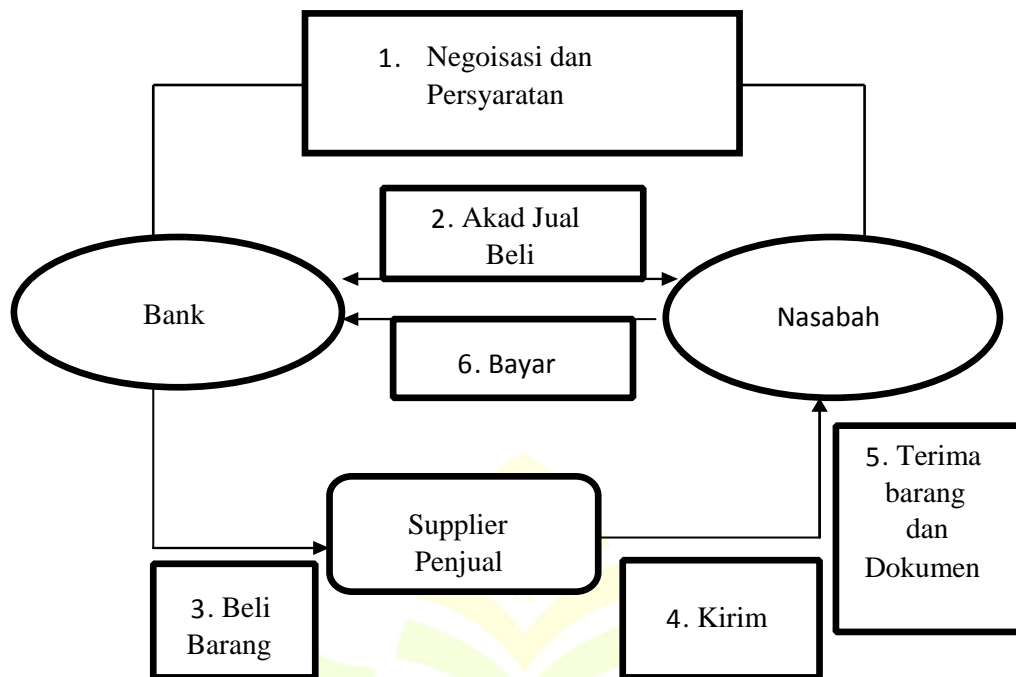 1. Negoisasi dan
Persyaratan
2. Akad Jual
Beli
Bank
Nasabah
6. Bayar
5. Terima
barang
dan
Dokumen
Supplier
Penjual
3. Beli
Barang
4. Kirim